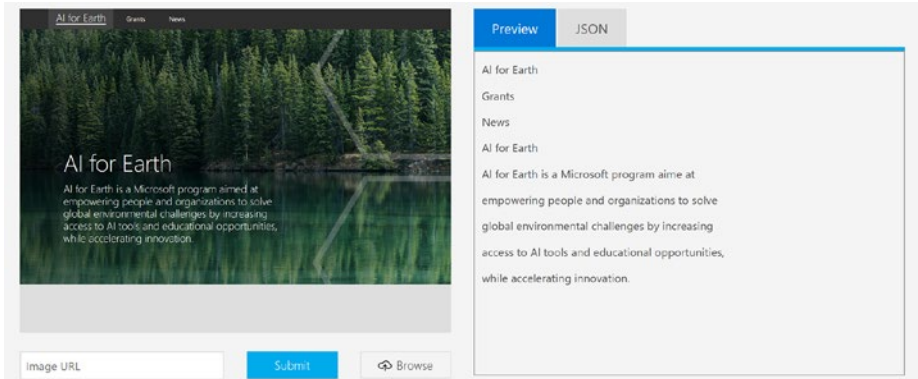 AI for Earth
Grants
News
AI for Earth
AI for Earth is a Microsoft program aimed at
empowering people and organizations to solve
global environmental challenges by increasing
access to AI tools and educational opportunities,
while accelerating innovation.
Image URL
Submit
Browse
Preview
JSON
AI for Earth
Grants
News
AI for Earth
AI for Earth is a Microsoft program aime at
empowering people and organizations to solve
global environmental challenges by increasing
access to AI tools and educational opportunities,
while accelerating innovation.